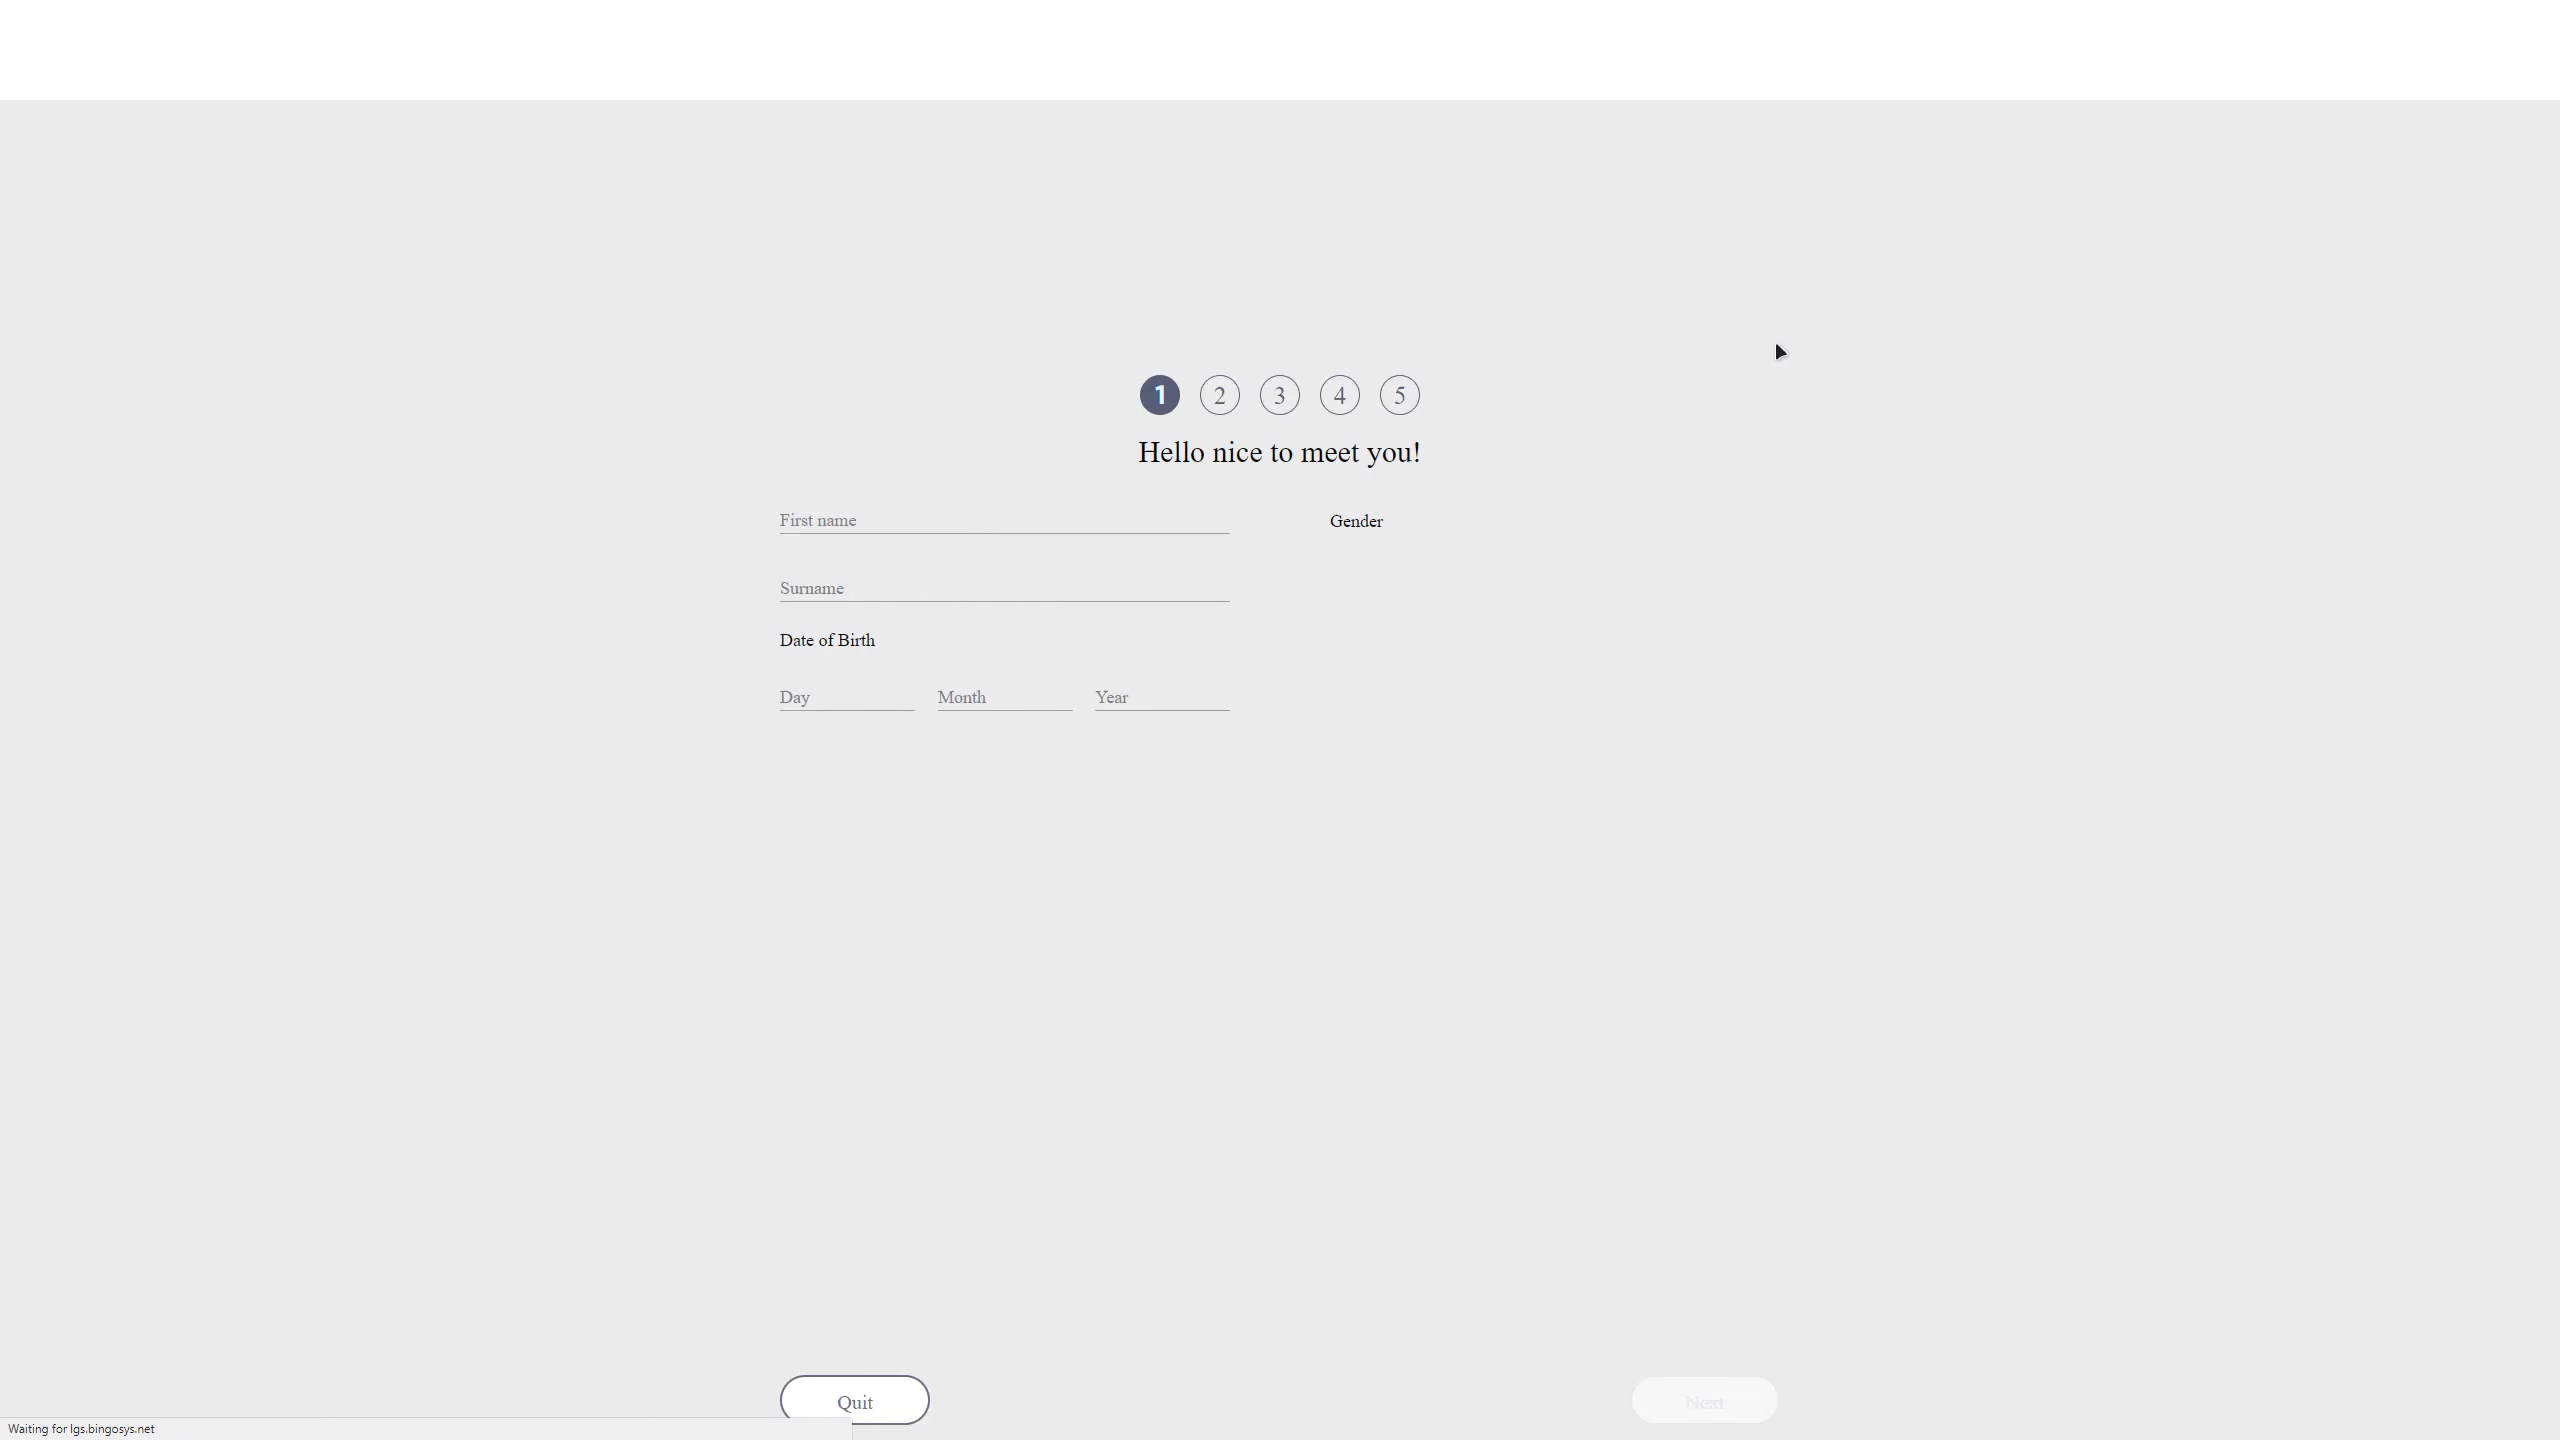 1 2 3 4 5
Hello nice to meet you!
First name
Gender
Surname
Date of Birth
Day Month Year
Quit
Next
Waiting for lgs.bingosys.net